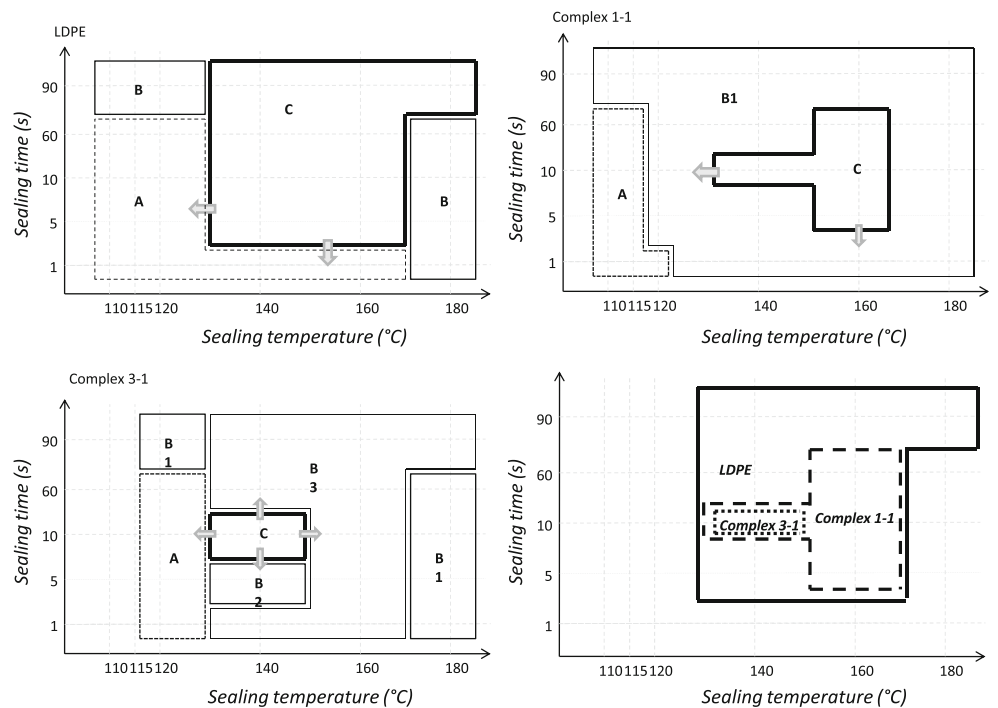 LDPE
Sealing time (s)
90
60
10
5
1
B
C
A
B
110 115 120 140 160 180
Sealing temperature (°C)
Complex 1-1
Sealing time (s)
90
60
10
5
1
B1
C
A
110 115 120 140 160 180
Sealing temperature (°C)
Complex 3-1
Sealing time (s)
90
60
10
5
1
B
1
B
3
C
A
B
2
B
1
110 115 120 140 160 180
Sealing temperature (°C)
Sealing time (s)
90
60
10
5
1
LDPE
Complex 3-1
Complex 1-1
110 115 120 140 160 180
Sealing temperature (°C)